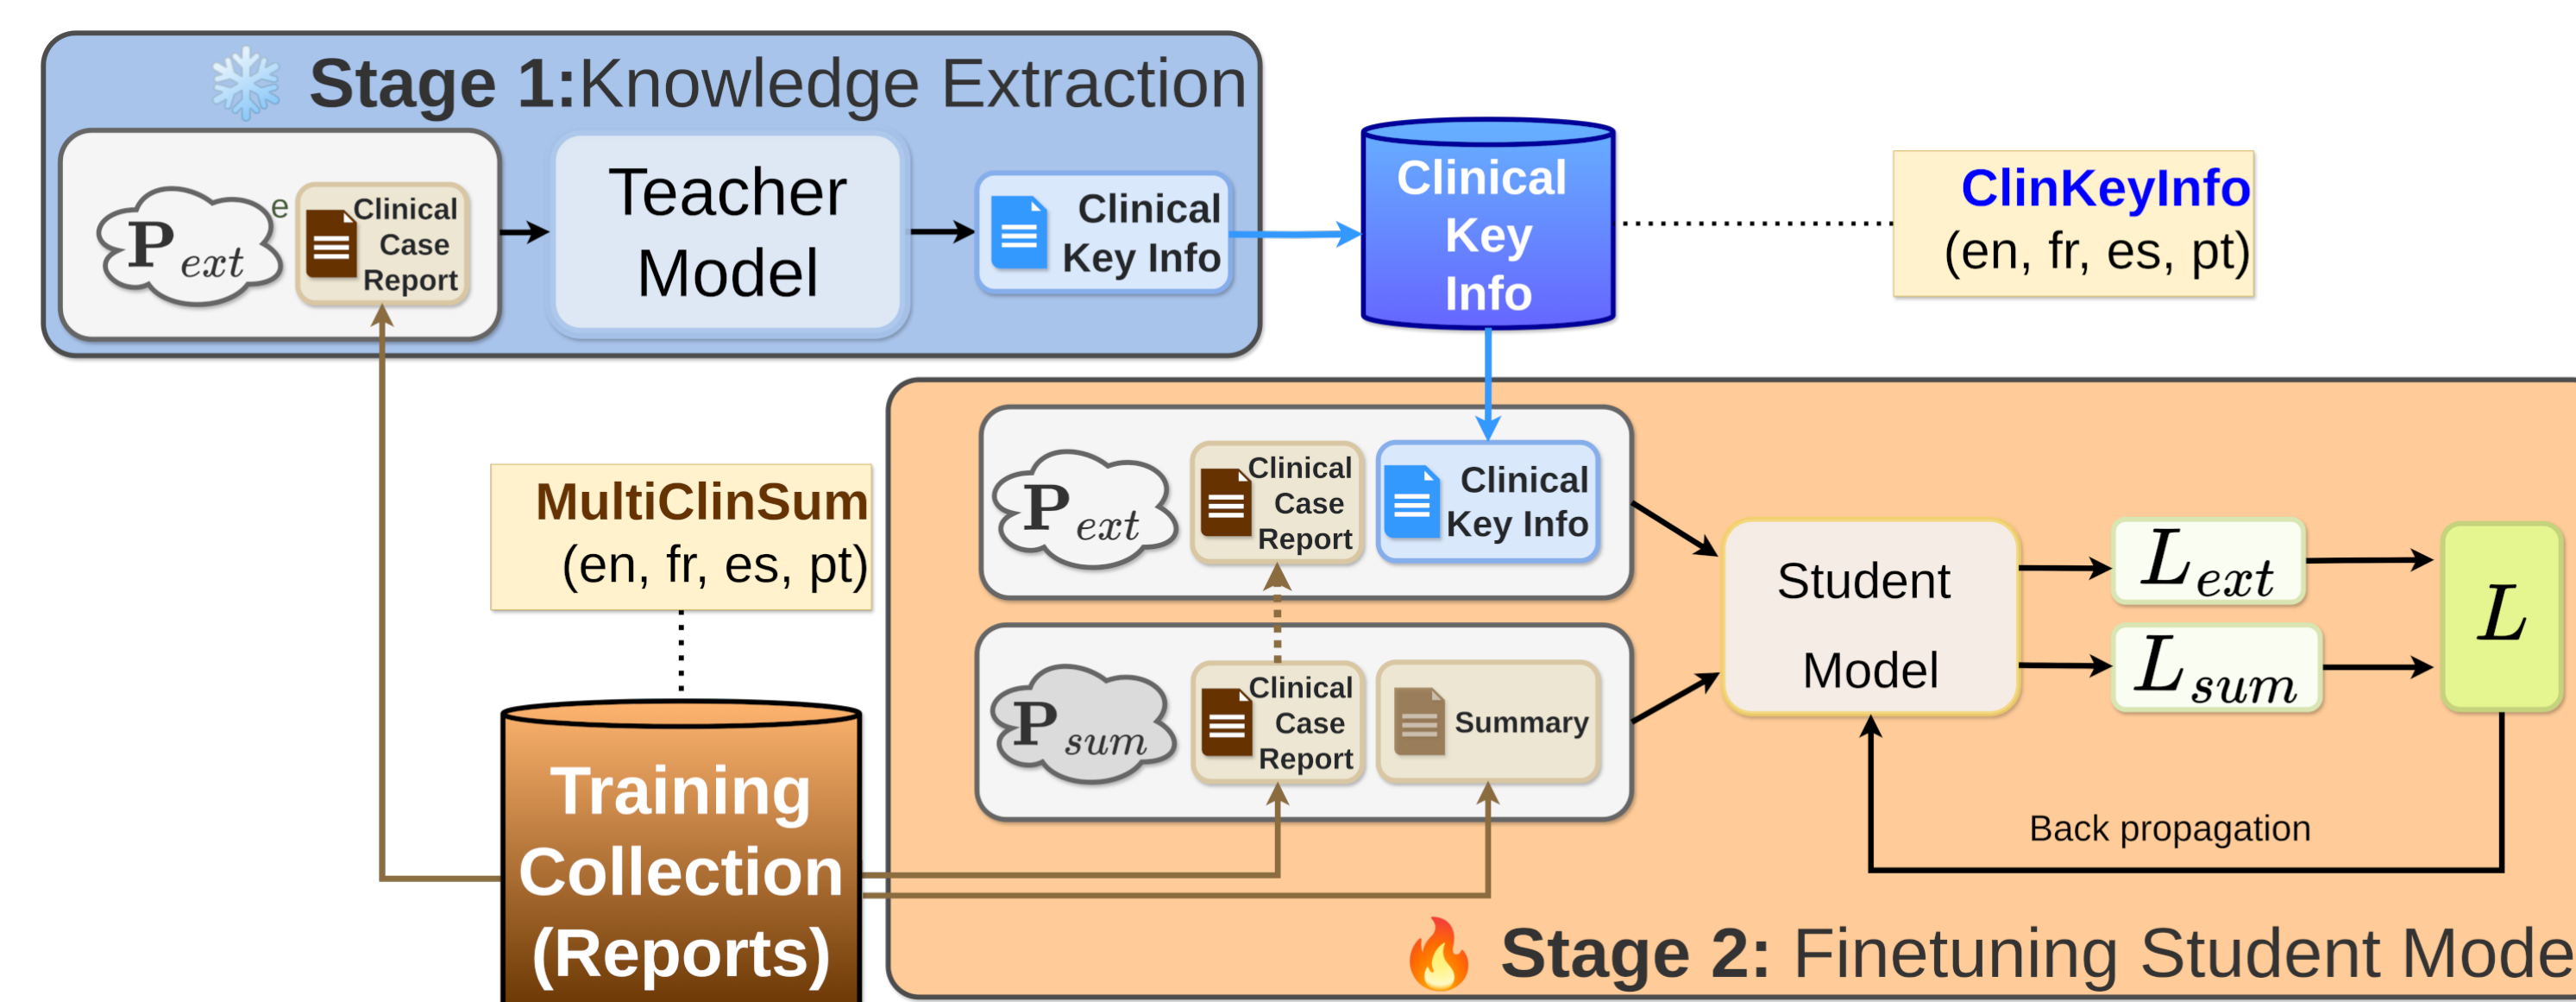 Stage 1:Knowledge Extraction
P ext
e
Clinical
Case
Report
Teacher
Model
Clinical
Key Info
Clinical
Key
Info
ClinKeyInfo
(en, fr, es, pt)
MultiClinSum
(en, fr, es, pt)
Training
Collection
(Reports)
P ext
Clinical
Case
Report
Clinical
Key Info
P sum
Clinical
Case
Report
Summary
Student
Model
L ext
L sum
L
Back propagation
Stage 2: Finetuning Student Mode